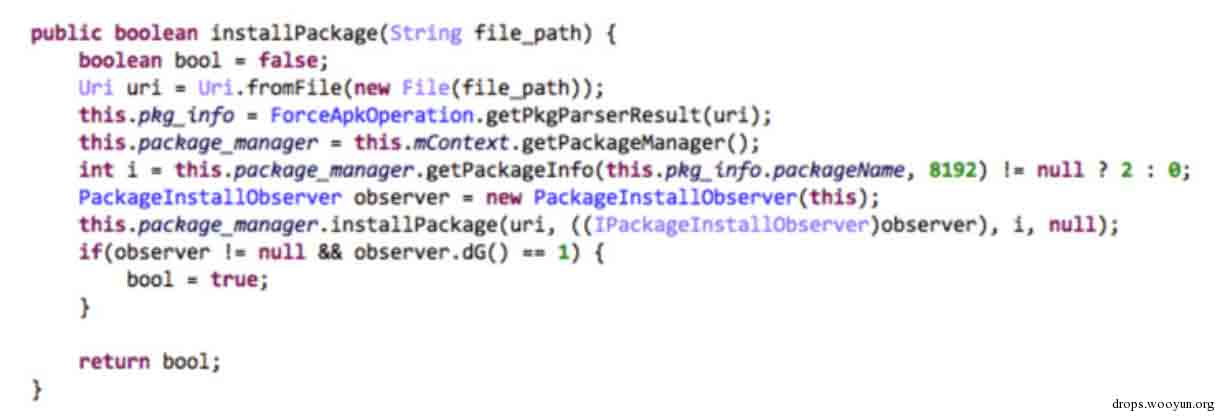 public boolean installPackage(String file_path) {
    boolean bool = false;
    Uri uri = Uri.fromFile(new File(file_path));
    this.pkg_info = ForceApkOperation.getPkgParserResult(uri);
    this.package_manager = this.mContext.getPackageManager();
    int i = this.package_manager.getPackageInfo(this.pkg_info.packageName, 8192) != null ? 2 : 0;
    PackageInstallObserver observer = new PackageInstallObserver(this);
    this.package_manager.installPackage(uri, ((IPackageInstallObserver)observer), i, null);
    if(observer != null && observer.dG() == 1) {
        bool = true;
    }
    return bool;
}
drops.wooyun.org